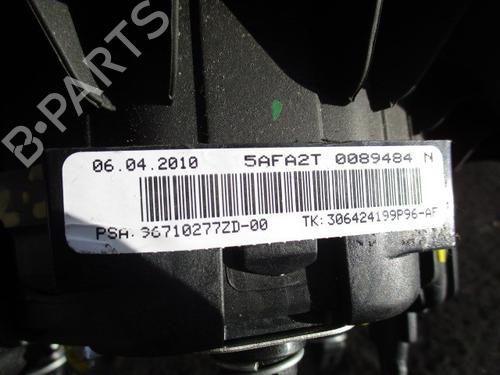 B-PARTS
06.04.2010 5AFA2T 0089484 N
PSA. 96710277ZD-00 TK:306424199P96-AF